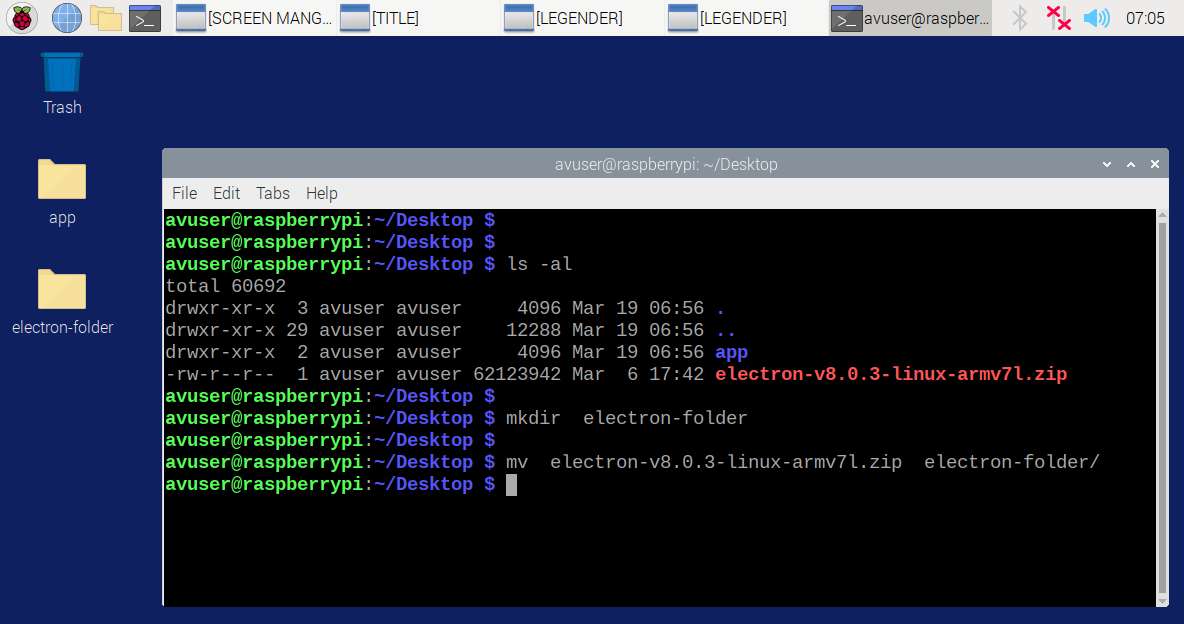 [SCREEN MANG... [TITLE] [LEGENDER] [LEGENDER] avuser@raspber... 07:05
Trash
app
electron-folder
avuser@raspberrypi: ~/Desktop
File Edit Tabs Help
avuser@raspberrypi:~/Desktop $
avuser@raspberrypi:~/Desktop $
avuser@raspberrypi:~/Desktop $ ls -al
total 60692
drwxr-xr-x  3 avuser avuser     4096 Mar 19 06:56 .
drwxr-xr-x 29 avuser avuser    12288 Mar 19 06:56 ..
drwxr-xr-x  2 avuser avuser     4096 Mar 19 06:56 app
-rw-r--r--  1 avuser avuser 62123942 Mar  6 17:42 electron-v8.0.3-linux-armv7l.zip
avuser@raspberrypi:~/Desktop $
avuser@raspberrypi:~/Desktop $ mkdir  electron-folder
avuser@raspberrypi:~/Desktop $
avuser@raspberrypi:~/Desktop $ mv  electron-v8.0.3-linux-armv7l.zip  electron-folder/
avuser@raspberrypi:~/Desktop $